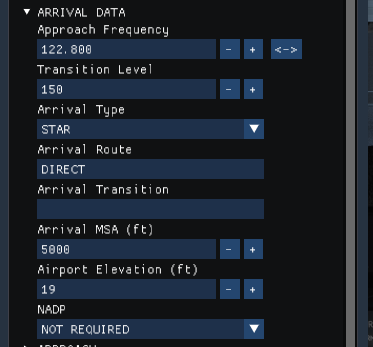 ▼ ARRIVAL DATA
Approach Frequency
122.800 - + <->
Transition Level
150 - +
Arrival Type
STAR ▼
Arrival Route
DIRECT
Arrival Transition
Arrival MSA (ft)
5000 - +
Airport Elevation (ft)
19 - +
NADP
NOT REQUIRED ▼